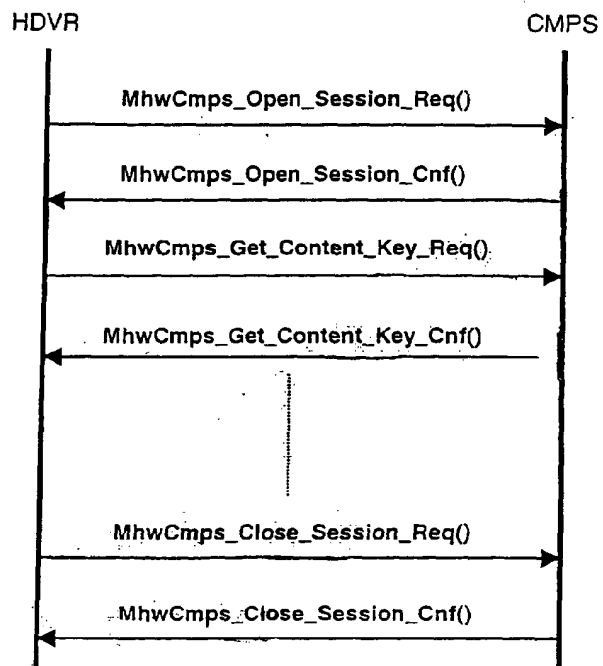 HDVR
CMPS
MhwCmps_Open_Session_Req()
MhwCmps_Open_Session_Cnf()
MhwCmps_Get_Content_Key_Req()
MhwCmps_Get_Content_Key_Cnf()
MhwCmps_Close_Session_Req()
MhwCmps_Close_Session_Cnf()